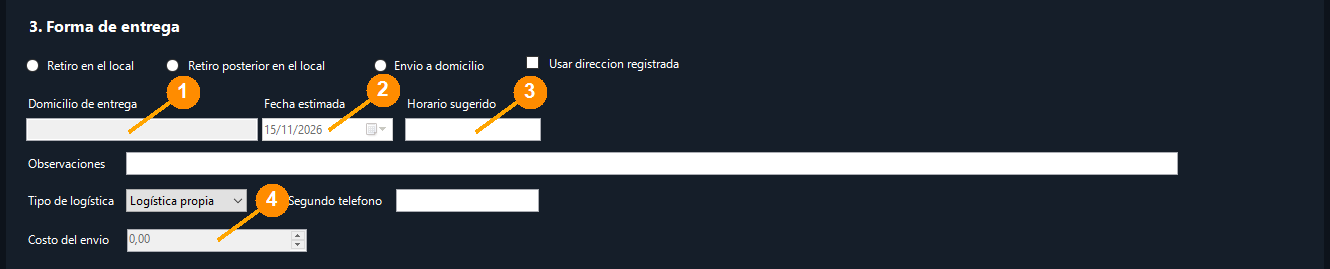 3. Forma de entrega
Retiro en el local Retiro posterior en el local Envio a domicilio Usar direccion registrada
1 2 3
Domicilio de entrega Fecha estimada Horario sugerido
15/11/2026
Observaciones
Tipo de logística Logística propia 4 Segundo telefono
Costo del envio 0,00